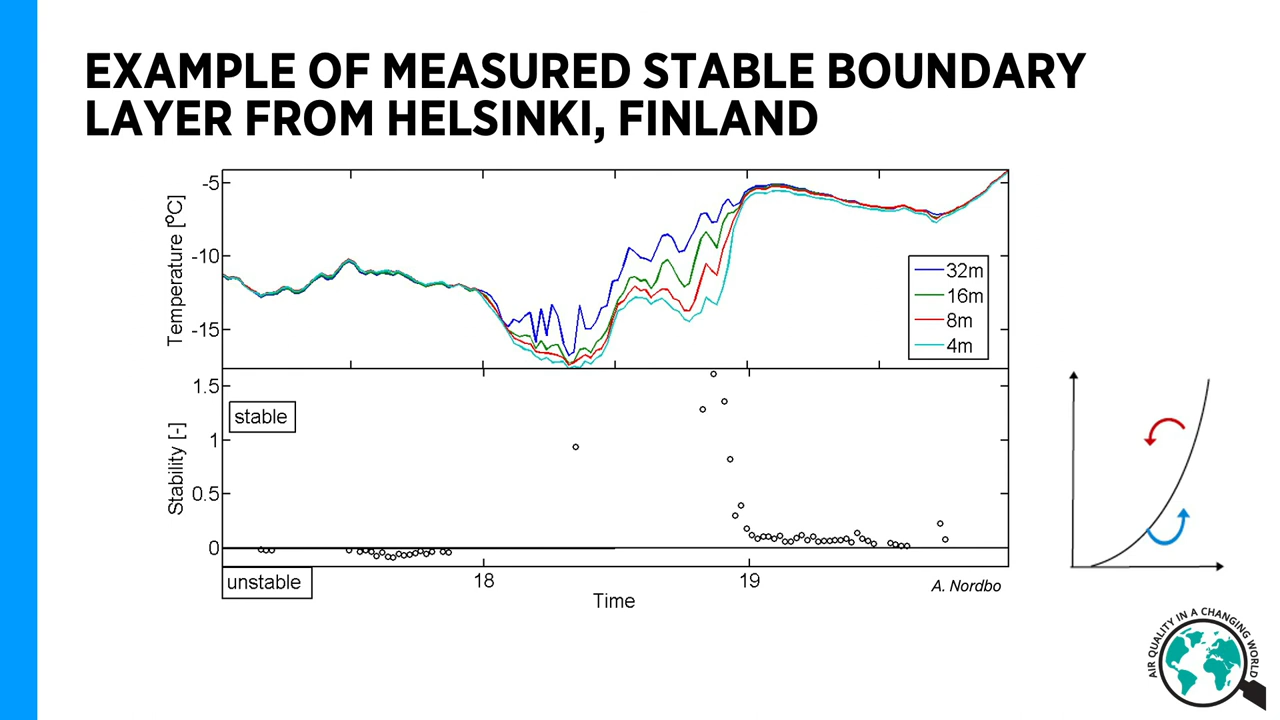 EXAMPLE OF MEASURED STABLE BOUNDARY
LAYER FROM HELSINKI, FINLAND
Temperature [ºC]
-5
-10
-15
32m
16m
8m
4m
Stability [-]
1.5
1
0.5
0
stable
unstable
18
19
Time
A. Nordbo
AIR QUALITY IN A CHANGING WORLD